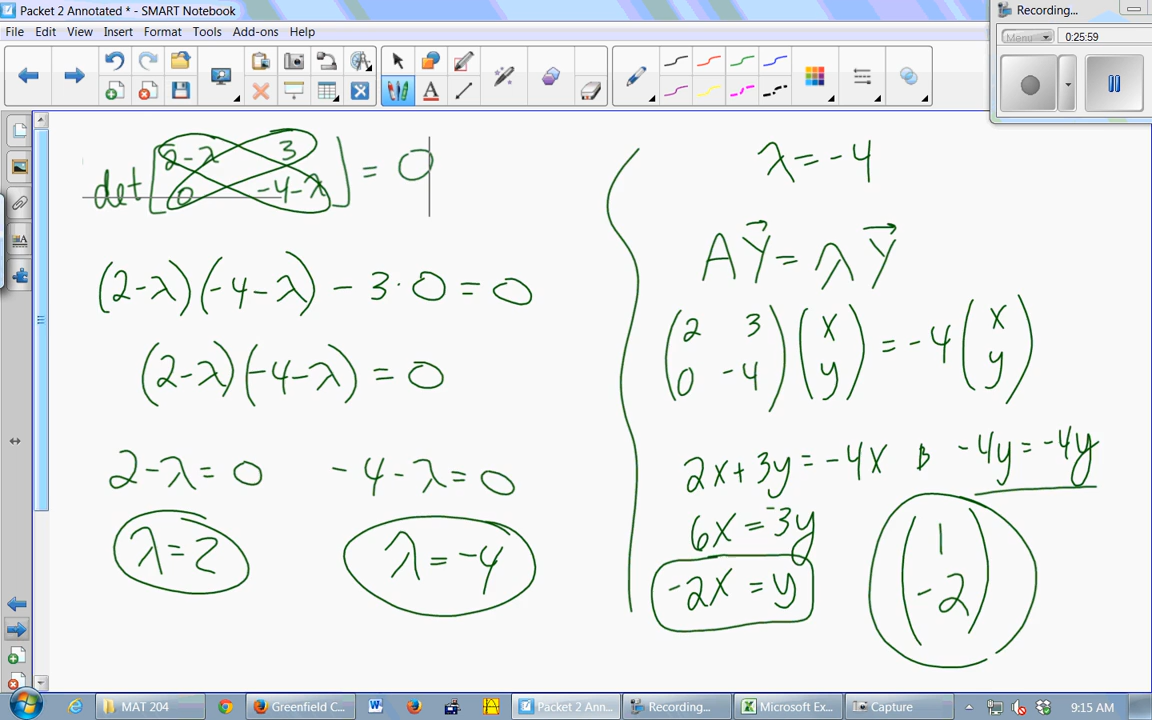 Packet 2 Annotated * - SMART Notebook
Recording...
File Edit View Insert Format Tools Add-ons Help
Menu 0:25:59
det [2-λ 3
0 -4-λ] = 0
(2-λ)(-4-λ) - 3·0 = 0
(2-λ)(-4-λ) = 0
2-λ = 0 -4-λ = 0
λ = 2 λ = -4
λ = -4
AY⃗ = λY⃗
(2 3
0 -4) (x
y) = -4 (x
y)
2x+3y = -4x -4y = -4y
6x = -3y
-2x = y
(1
-2)
MAT 204 Greenfield C... Packet 2 Ann... Recording... Microsoft Ex... Capture 9:15 AM